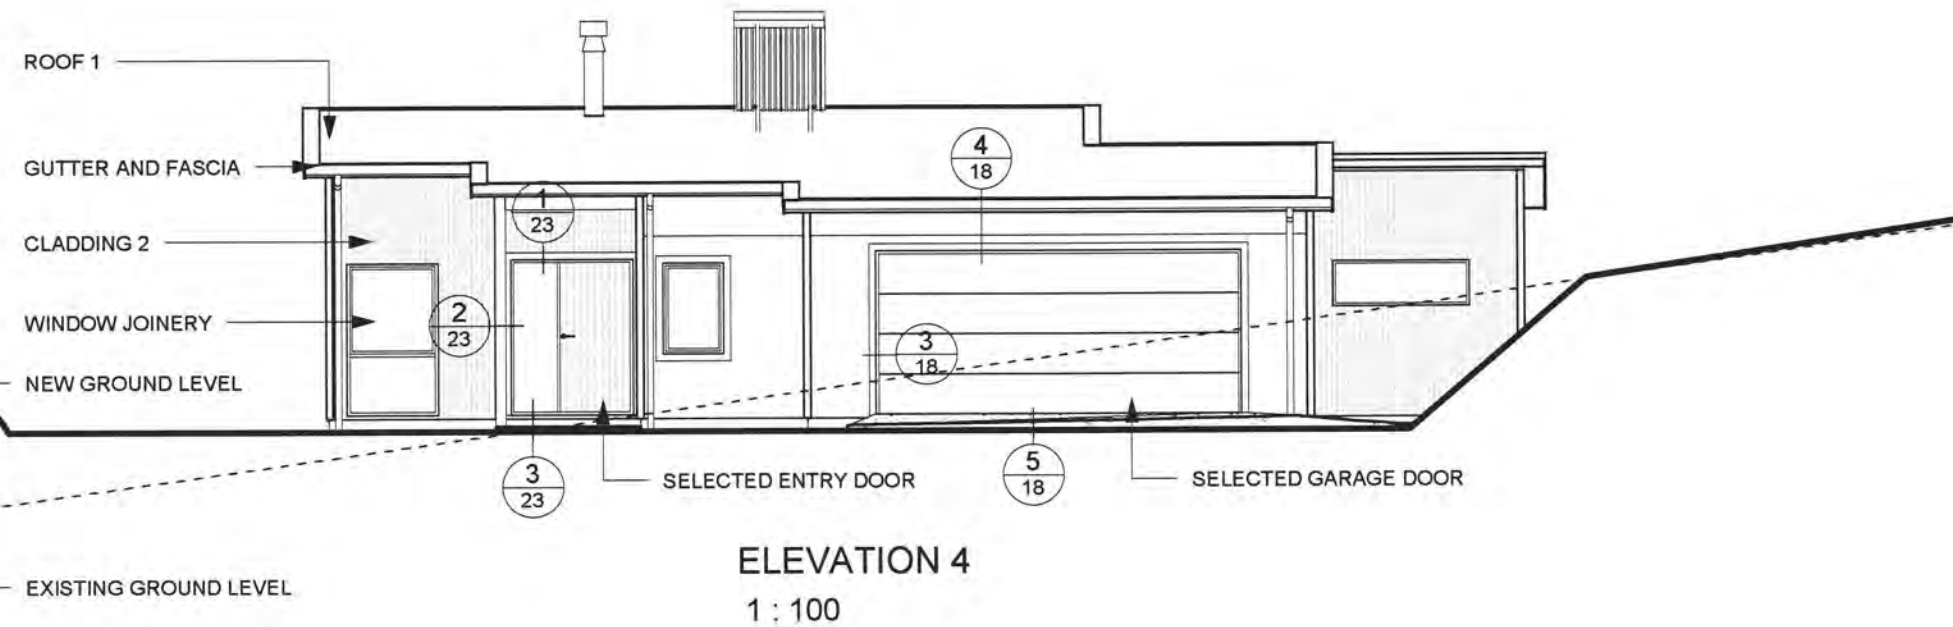 ROOF 1
4
18
GUTTER AND FASCIA
1
23
CLADDING 2
2
23
WINDOW JOINERY
3
18
NEW GROUND LEVEL
3
23
SELECTED ENTRY DOOR
5
18
SELECTED GARAGE DOOR
ELEVATION 4
EXISTING GROUND LEVEL
1 : 100